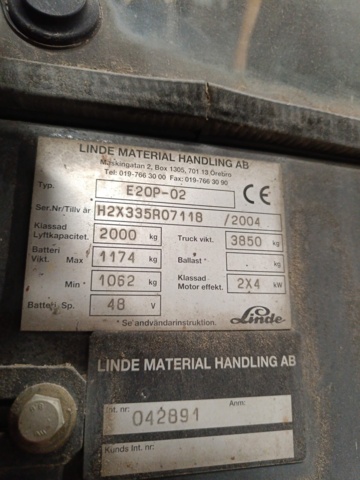 LINDE MATERIAL HANDLING AB
Maskingatan 2, Box 1305, 701 13 Örebro
Tel: 019-766 30 00 Fax: 019-766 30 90
Typ. E20P-02 CE
Ser.Nr/Tillv år H2X335R07118 /2004
Klassad Lyftkapacitet. 2000 kg Truck vikt. 3850 kg
Batteri Vikt. Max 1174 kg Ballast * kg
Min * 1062 kg Klassad Motor effekt. 2X4 kW
Batteri Sp. 48 V Linde
* Se användarinstruktion.
LINDE MATERIAL HANDLING AB
Int. nr: 042891 Anm:
Kunds Int. nr: